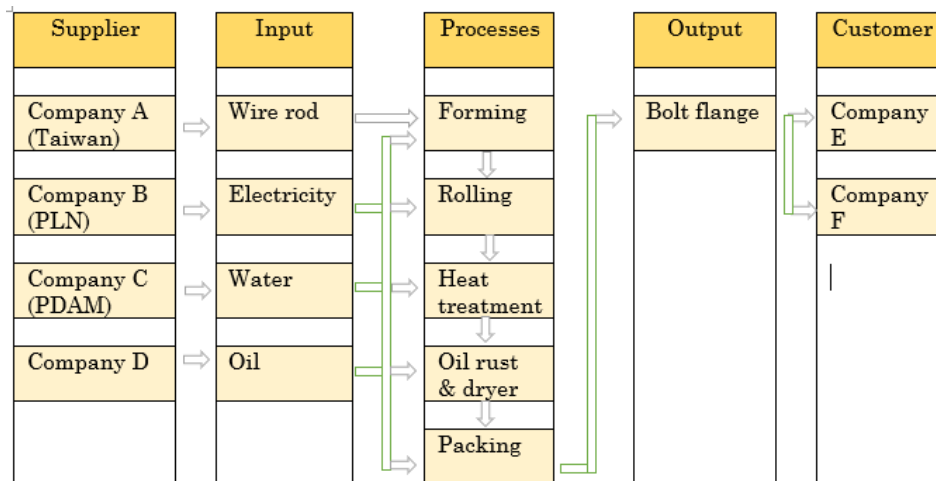 Supplier
Input
Processes
Output
Customer
Company A
(Taiwan)
Wire rod
Forming
Bolt flange
Company
E
Company B
(PLN)
Electricity
Rolling
Company
F
Company C
(PDAM)
Water
Heat
treatment
Company D
Oil
Oil rust
& dryer
Packing